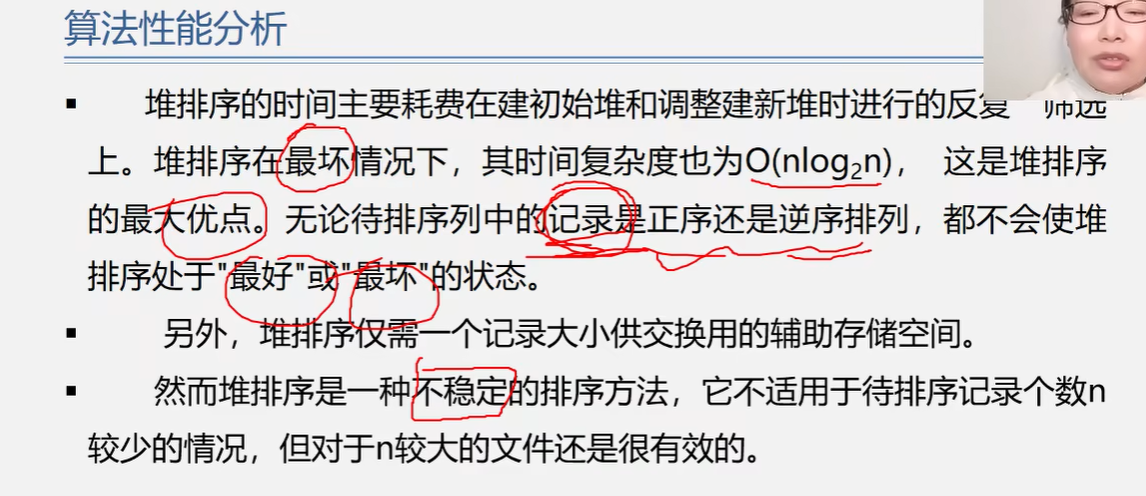 算法性能分析
▪ 堆排序的时间主要耗费在建初始堆和调整建新堆时进行的反复 筛选
上。堆排序在最坏情况下，其时间复杂度也为O(nlog₂n)， 这是堆排序
的最大优点。无论待排序列中的记录是正序还是逆序排列，都不会使堆
排序处于"最好"或"最坏"的状态。
▪ 另外，堆排序仅需一个记录大小供交换用的辅助存储空间。
▪ 然而堆排序是一种不稳定的排序方法，它不适用于待排序记录个数n
较少的情况，但对于n较大的文件还是很有效的。